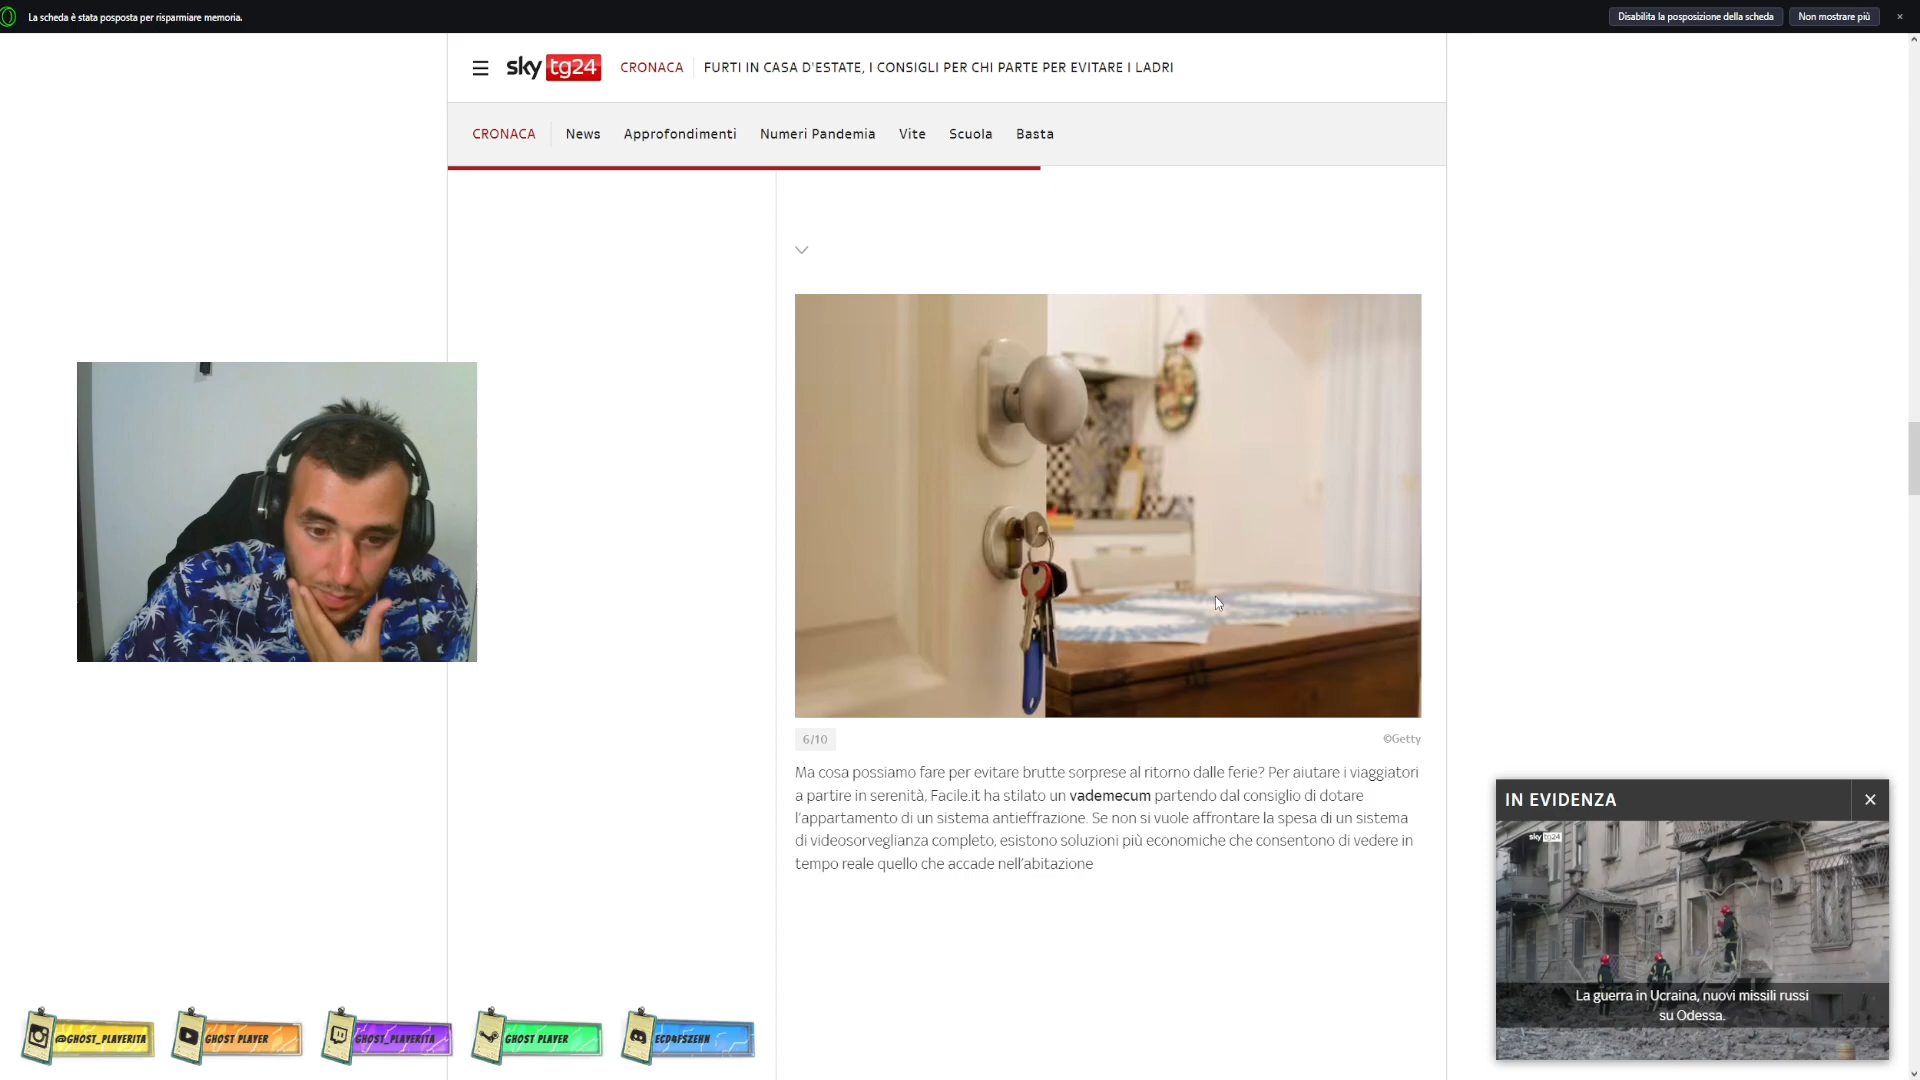 La scheda è stata posposta per risparmiare memoria.
Disabilita la posposizione della scheda
Non mostrare più
sky tg24
CRONACA
FURTI IN CASA D'ESTATE, I CONSIGLI PER CHI PARTE PER EVITARE I LADRI
CRONACA
News
Approfondimenti
Numeri Pandemia
Vite
Scuola
Basta
6/10
©Getty
Ma cosa possiamo fare per evitare brutte sorprese al ritorno dalle ferie? Per aiutare i viaggiatori
a partire in serenità, Facile.it ha stilato un vademecum partendo dal consiglio di dotare
l'appartamento di un sistema antieffrazione. Se non si vuole affrontare la spesa di un sistema
di videosorveglianza completo, esistono soluzioni più economiche che consentono di vedere in
tempo reale quello che accade nell'abitazione
IN EVIDENZA
sky tg24
La guerra in Ucraina, nuovi missili russi
su Odessa.
@GHOST_PLAYERITA
GHOST PLAYER
GHOST_PLAYERITA
GHOST PLAYER
ECD4FSZEHN